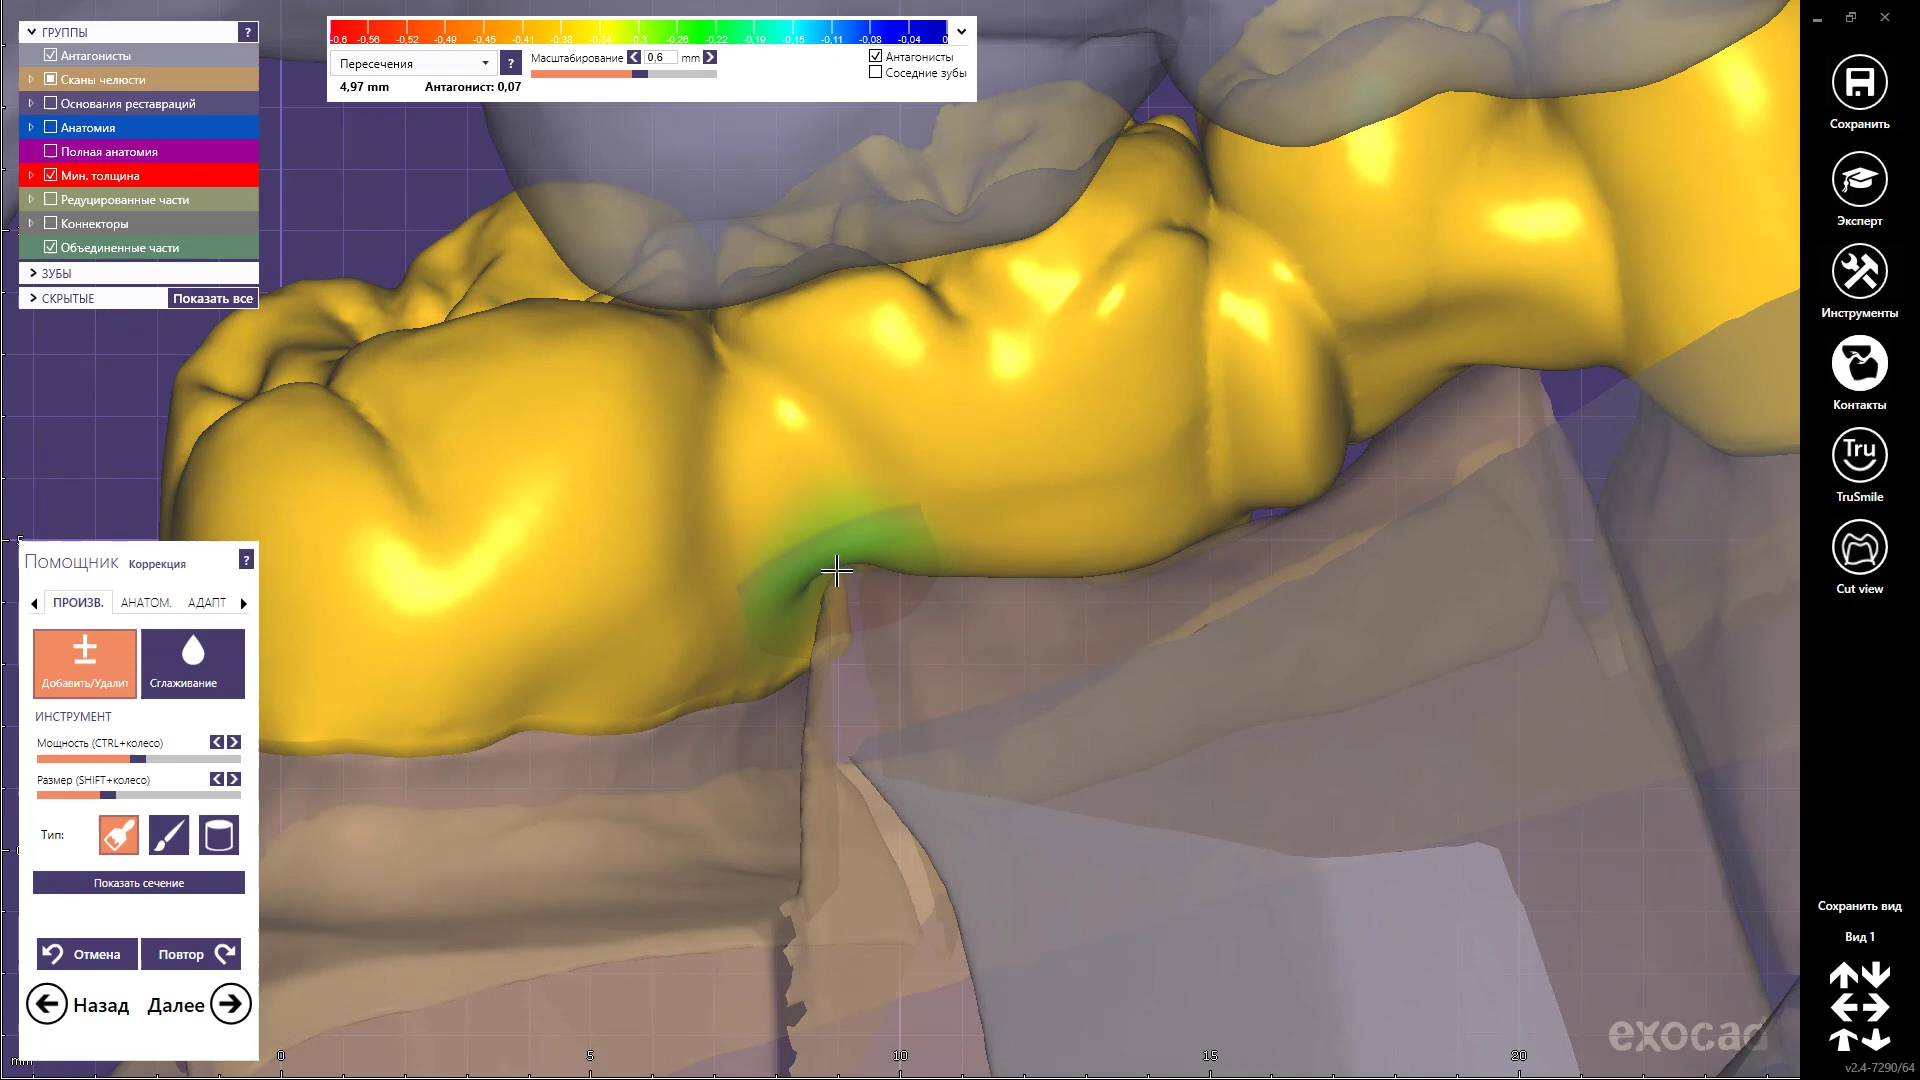 ГРУППЫ ?
Антагонисты
Сканы челюсти
Основания реставраций
Анатомия
Полная анатомия
Мин. толщина
Редуцированные части
Коннекторы
Объединенные части
ЗУБЫ
СКРЫТЫЕ Показать все
-0,6 -0,56 -0,52 -0,49 -0,45 -0,41 -0,38 -0,34 -0,3 -0,26 -0,22 -0,19 -0,15 -0,11 -0,08 -0,04 0
Пересечения ? Масштабирование 0,6 mm
Антагонисты
Соседние зубы
4,97 mm Антагонист: 0,07
Помощник Коррекция ?
ПРОИЗВ. АНАТОМ. АДАПТ
Добавить/Удалит Сглаживание
ИНСТРУМЕНТ
Мощность (CTRL+колесо)
Размер (SHIFT+колесо)
Тип:
Показать сечение
Отмена Повтор
Назад Далее
0 5 10 15 20
Сохранить
Эксперт
Инструменты
Контакты
Tru
TruSmile
Cut view
Сохранить вид
Вид 1
exocad
v2.4-7290/64